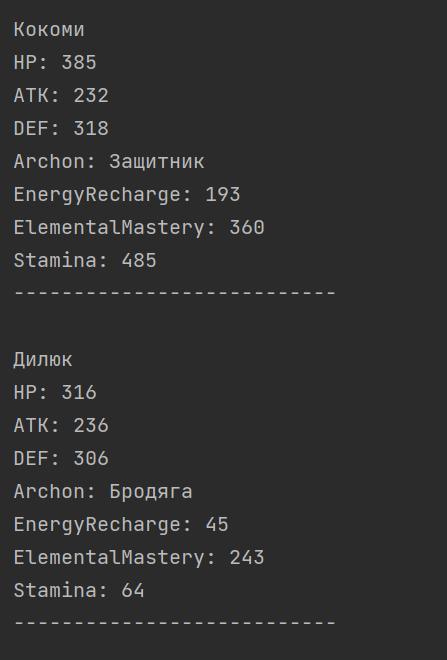 Кокоми
HP: 385
ATK: 232
DEF: 318
Archon: Защитник
EnergyRecharge: 193
ElementalMastery: 360
Stamina: 485
---------------------------
Дилюк
HP: 316
ATK: 236
DEF: 306
Archon: Бродяга
EnergyRecharge: 45
ElementalMastery: 243
Stamina: 64
---------------------------